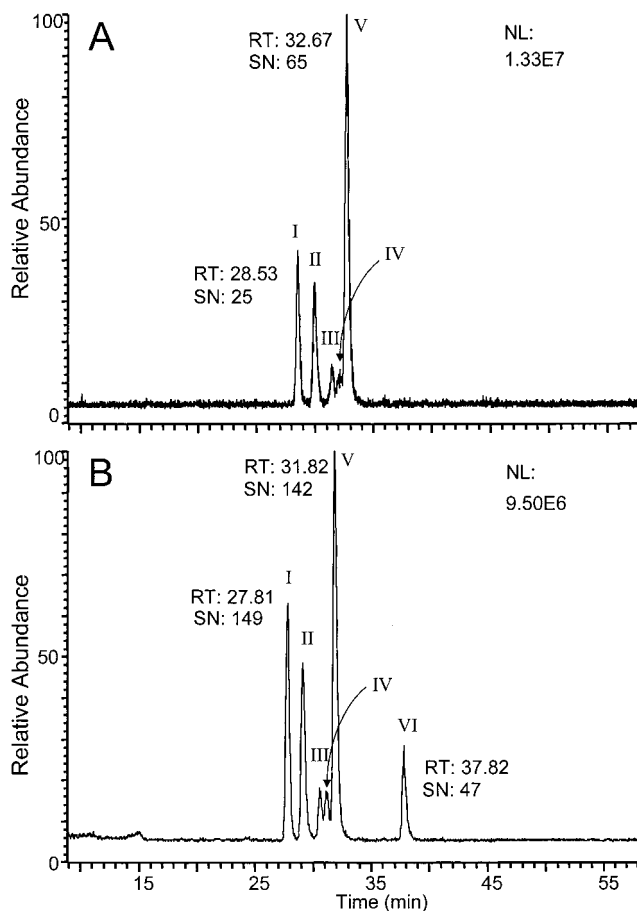 A
100
RT: 32.67
SN: 65
V
NL:
1.33E7
Relative Abundance
50
I
II
IV
RT: 28.53
SN: 25
III
0
B
100
RT: 31.82
SN: 142
V
NL:
9.50E6
Relative Abundance
I
RT: 27.81
SN: 149
II
50
IV
III
VI
RT: 37.82
SN: 47
0
15 25 35 45 55
Time (min)